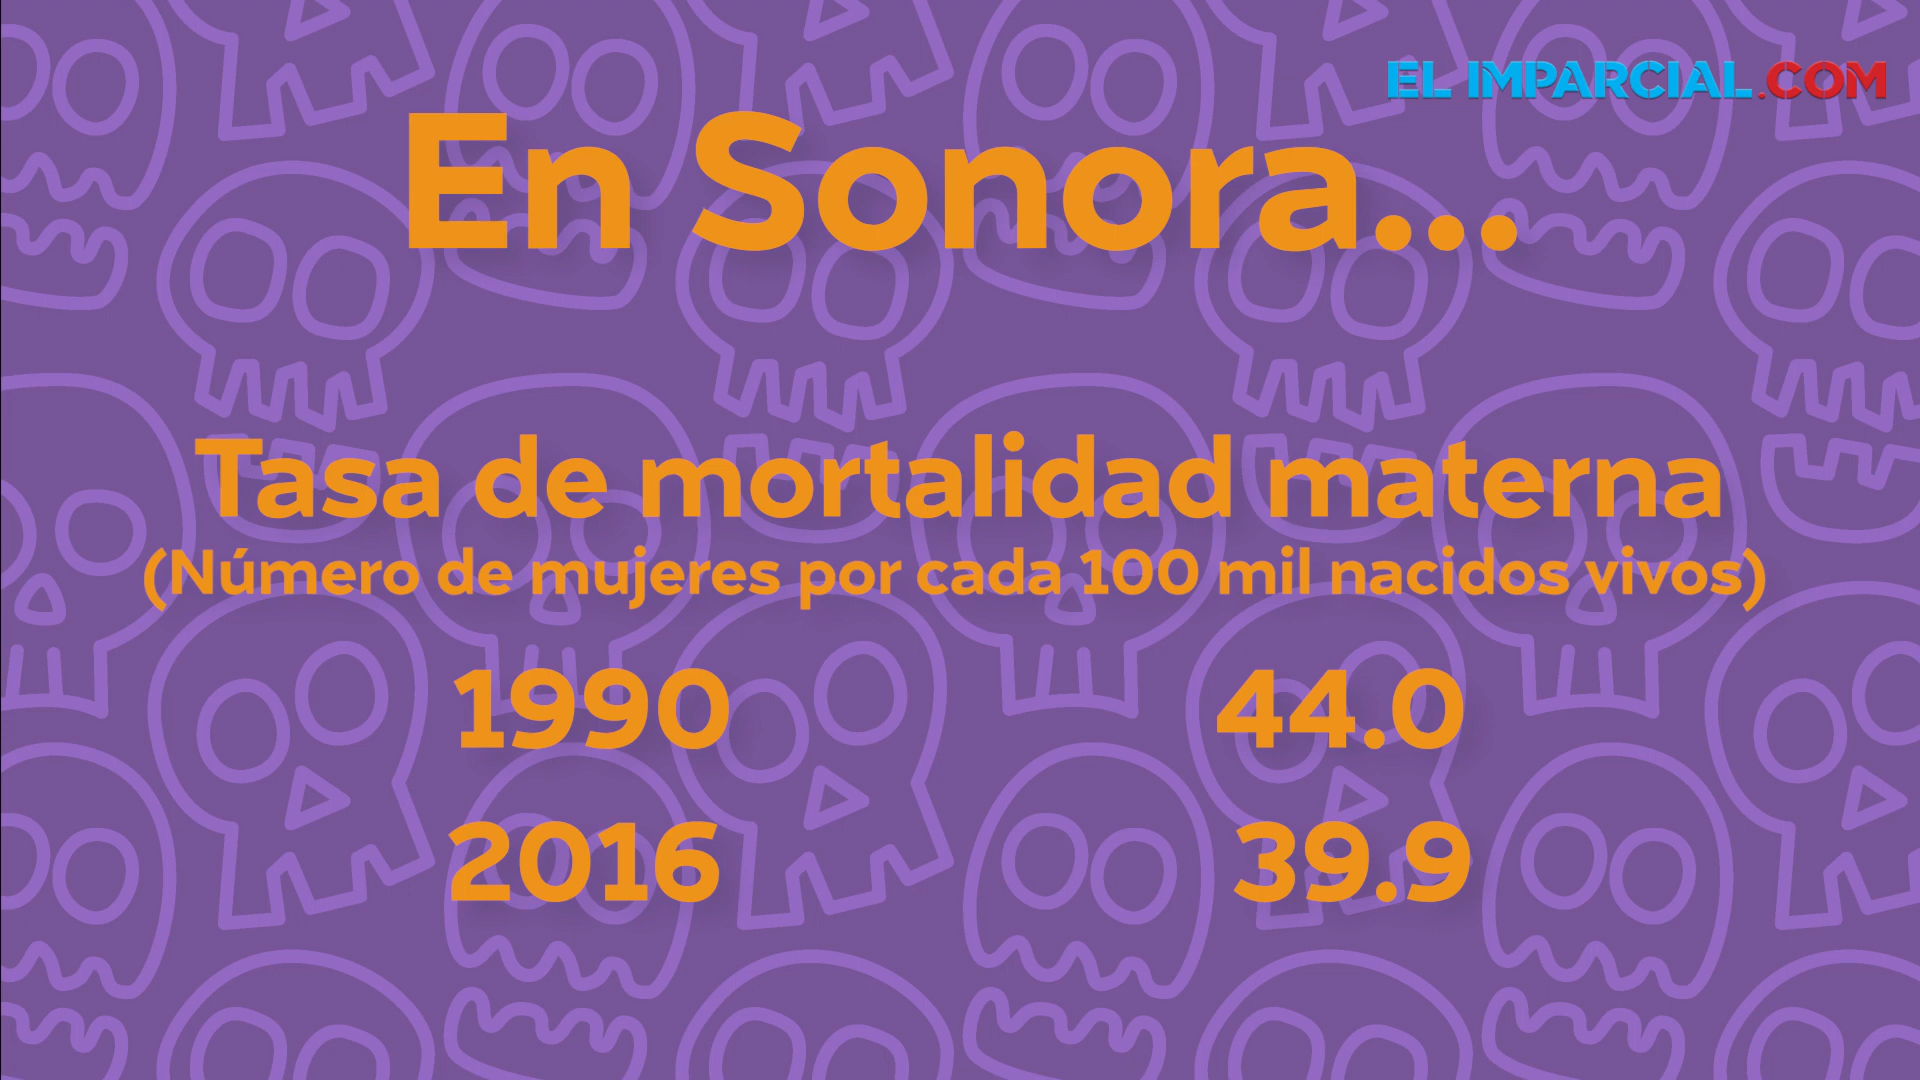 EL IMPARCIAL.COM
En Sonora...
Tasa de mortalidad materna
(Número de mujeres por cada 100 mil nacidos vivos)
1990 44.0
2016 39.9